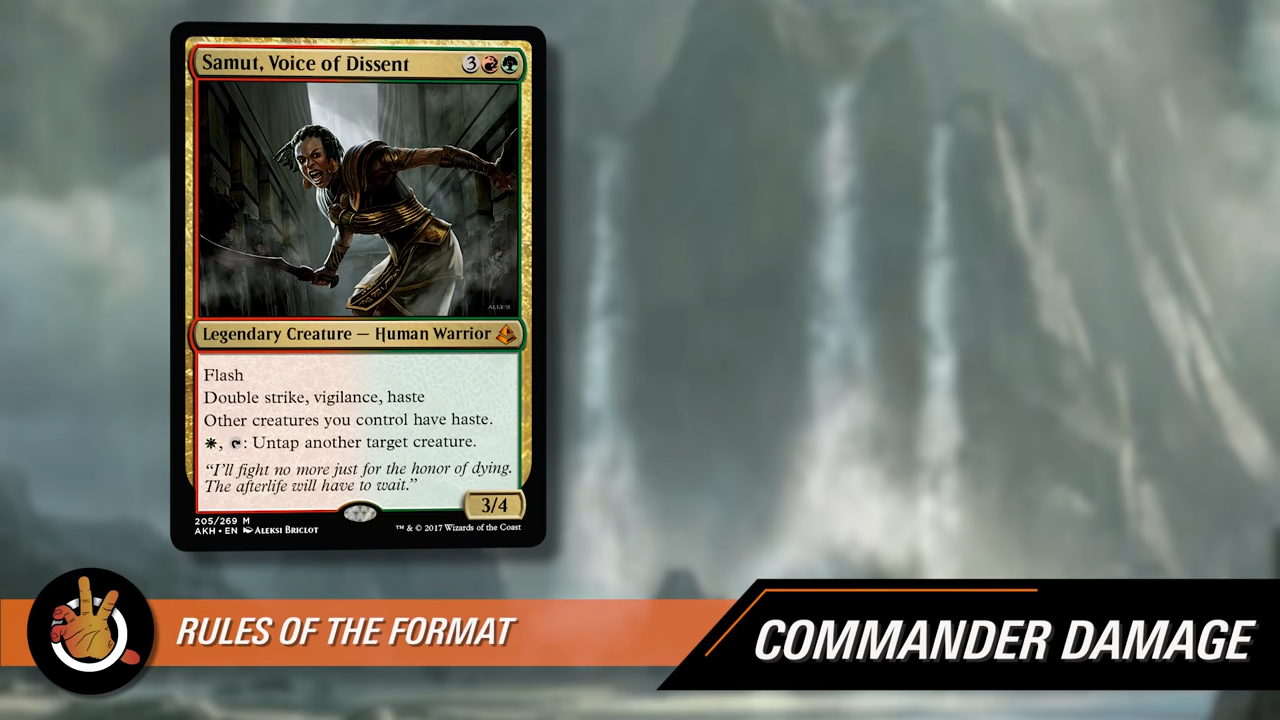 Samut, Voice of Dissent 3
Legendary Creature — Human Warrior
Flash
Double strike, vigilance, haste
Other creatures you control have haste.
, : Untap another target creature.
“I’ll fight no more just for the honor of dying.
The afterlife will have to wait.”
3/4
205/269 M
AKH • EN Aleksi Briclot
™ & © 2017 Wizards of the Coast
RULES OF THE FORMAT
COMMANDER DAMAGE